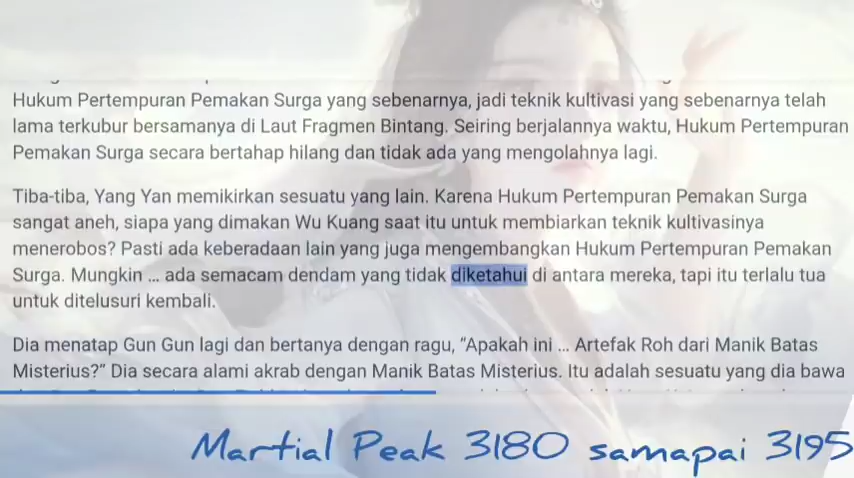 Hukum Pertempuran Pemakan Surga yang sebenarnya, jadi teknik kultivasi yang sebenarnya telah
lama terkubur bersamanya di Laut Fragmen Bintang. Seiring berjalannya waktu, Hukum Pertempuran
Pemakan Surga secara bertahap hilang dan tidak ada yang mengolahnya lagi.
Tiba-tiba, Yang Yan memikirkan sesuatu yang lain. Karena Hukum Pertempuran Pemakan Surga
sangat aneh, siapa yang dimakan Wu Kuang saat itu untuk membiarkan teknik kultivasinya
menerobos? Pasti ada keberadaan lain yang juga mengembangkan Hukum Pertempuran Pemakan
Surga. Mungkin ... ada semacam dendam yang tidak diketahui di antara mereka, tapi itu terlalu tua
untuk ditelusuri kembali.
Dia menatap Gun Gun lagi dan bertanya dengan ragu, “Apakah ini ... Artefak Roh dari Manik Batas
Misterius?” Dia secara alami akrab dengan Manik Batas Misterius. Itu adalah sesuatu yang dia bawa
Martial Peak 3180 samapai 3195